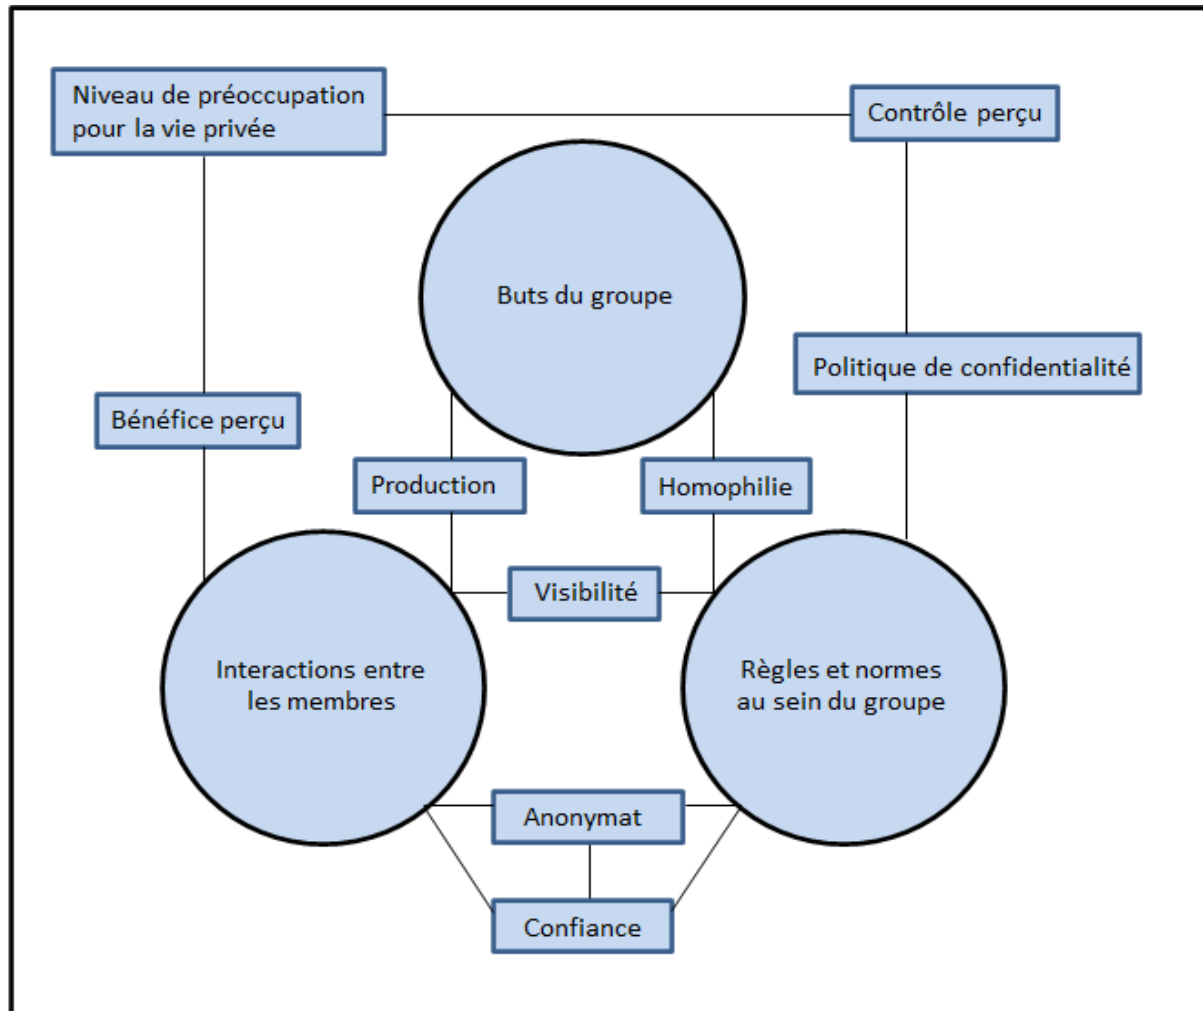 Niveau de préoccupation
pour la vie privée
Contrôle perçu
Buts du groupe
Politique de confidentialité
Bénéfice perçu
Production
Homophilie
Visibilité
Interactions entre
les membres
Règles et normes
au sein du groupe
Anonymat
Confiance